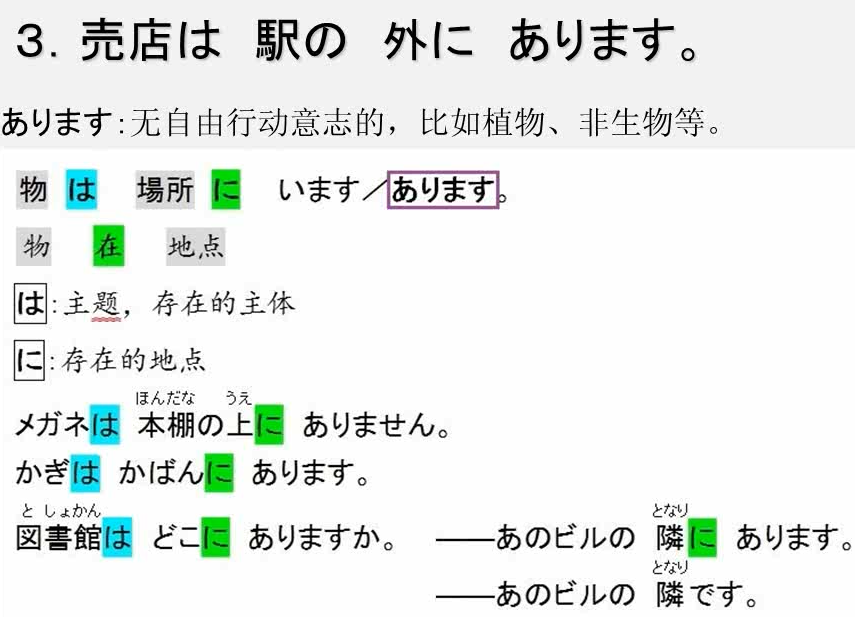 ３．売店は　駅の　外に　あります。
あります：无自由行动意志的，比如植物、非生物等。
物　は　場所　に　います／あります。
物　在　地点
は：主题，存在的主体
に：存在的地点
ほんだな　うえ
メガネは　本棚の上に　ありません。
かぎは　かばんに　あります。
と しょかん　となり
図書館は　どこに　ありますか。　——あのビルの　隣に　あります。
となり
——あのビルの　隣です。